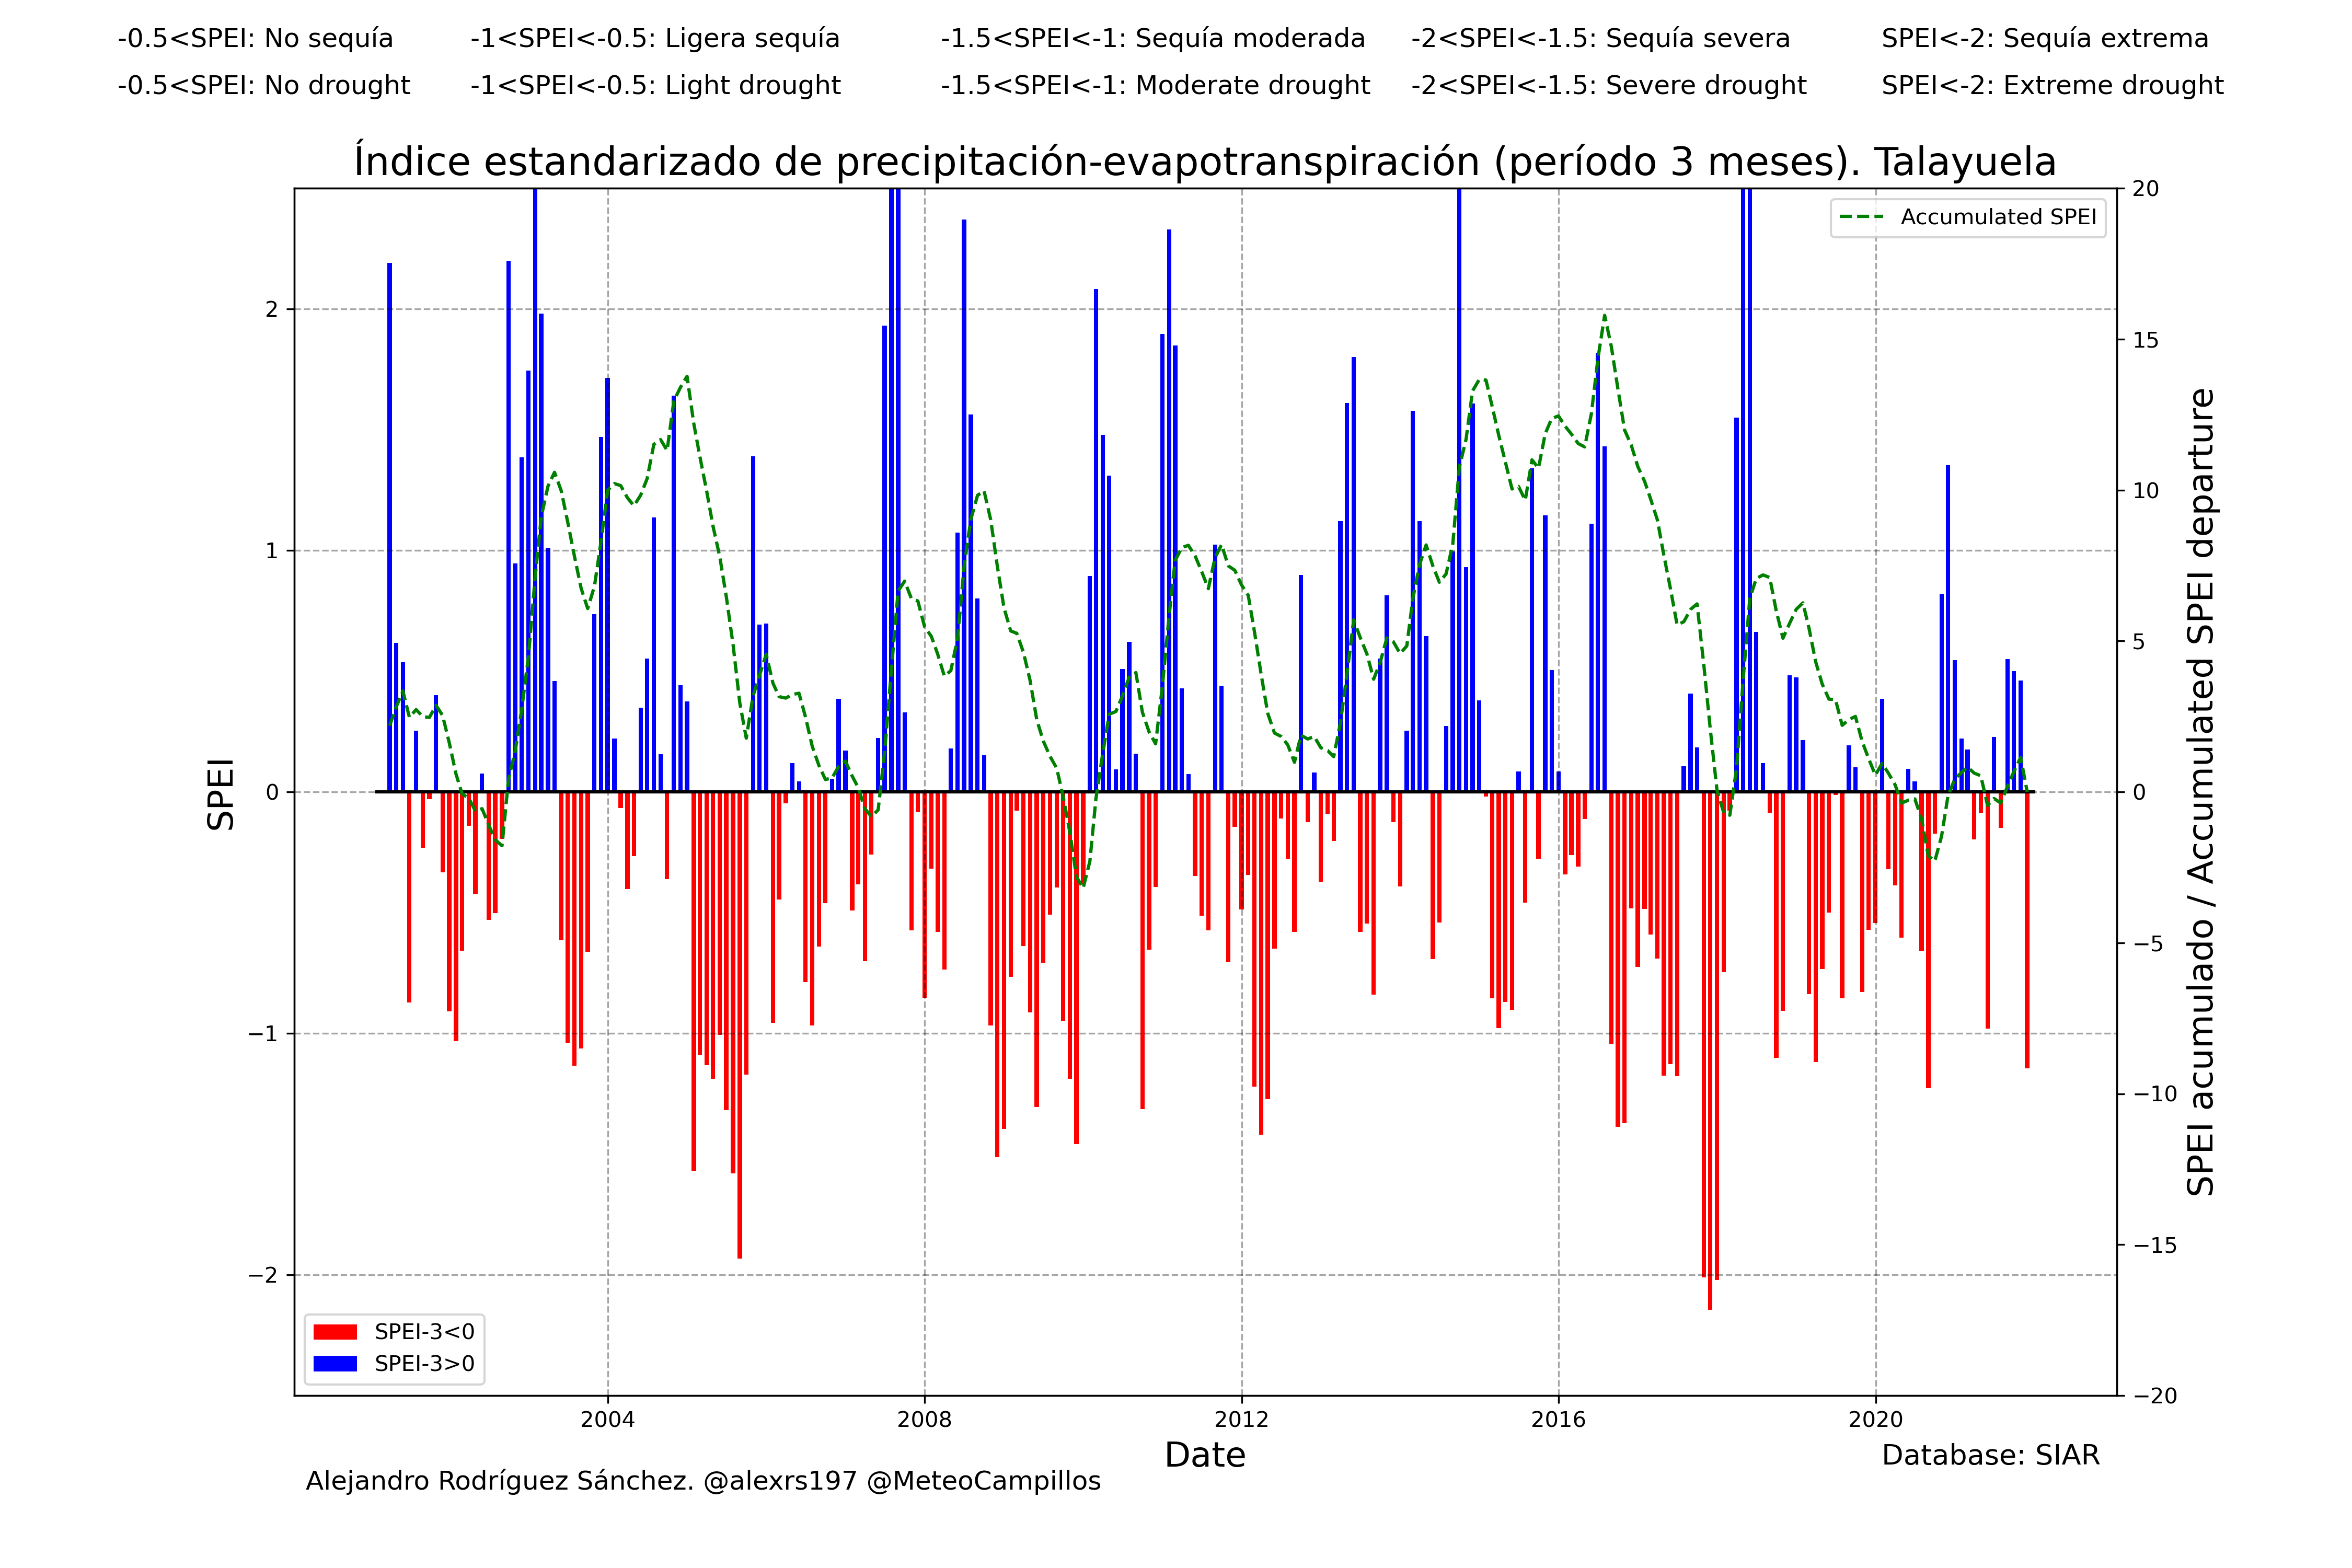 -0.5<SPEI: No sequía -1<SPEI<-0.5: Ligera sequía -1.5<SPEI<-1: Sequía moderada -2<SPEI<-1.5: Sequía severa SPEI<-2: Sequía extrema
-0.5<SPEI: No drought -1<SPEI<-0.5: Light drought -1.5<SPEI<-1: Moderate drought -2<SPEI<-1.5: Severe drought SPEI<-2: Extreme drought
Índice estandarizado de precipitación-evapotranspiración (período 3 meses). Talayuela
Accumulated SPEI
SPEI
2
1
0
−1
−2
20
15
10
5
0
−5
−10
−15
−20
SPEI acumulado / Accumulated SPEI departure
SPEI-3<0
SPEI-3>0
2004 2008 2012 2016 2020
Date
Database: SIAR
Alejandro Rodríguez Sánchez. @alexrs197 @MeteoCampillos